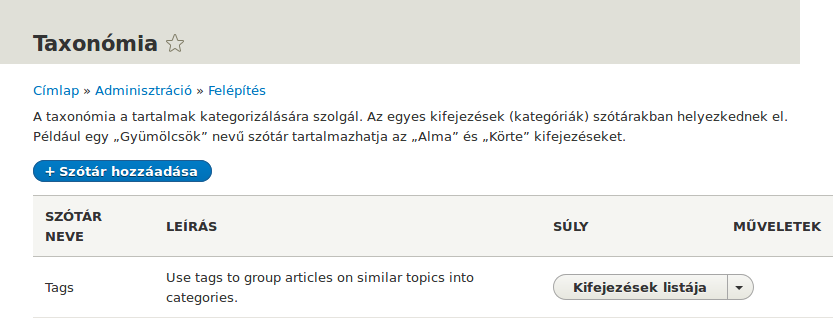 Taxonómia
Címlap » Adminisztráció » Felépítés
A taxonómia a tartalmak kategorizálására szolgál. Az egyes kifejezések (kategóriák) szótárakban helyezkednek el.
Például egy „Gyümölcsök” nevű szótár tartalmazhatja az „Alma” és „Körte” kifejezéseket.
+ Szótár hozzáadása
SZÓTÁR NEVE LEÍRÁS SÚLY MŰVELETEK
Tags Use tags to group articles on similar topics into
categories. Kifejezések listája